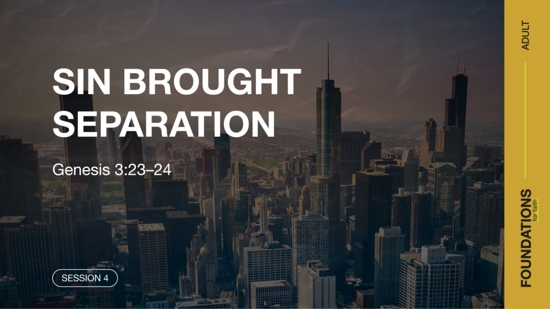 SIN BROUGHT
SEPARATION
Genesis 3:23–24
SESSION 4
ADULT
FOUNDATIONS
for faith